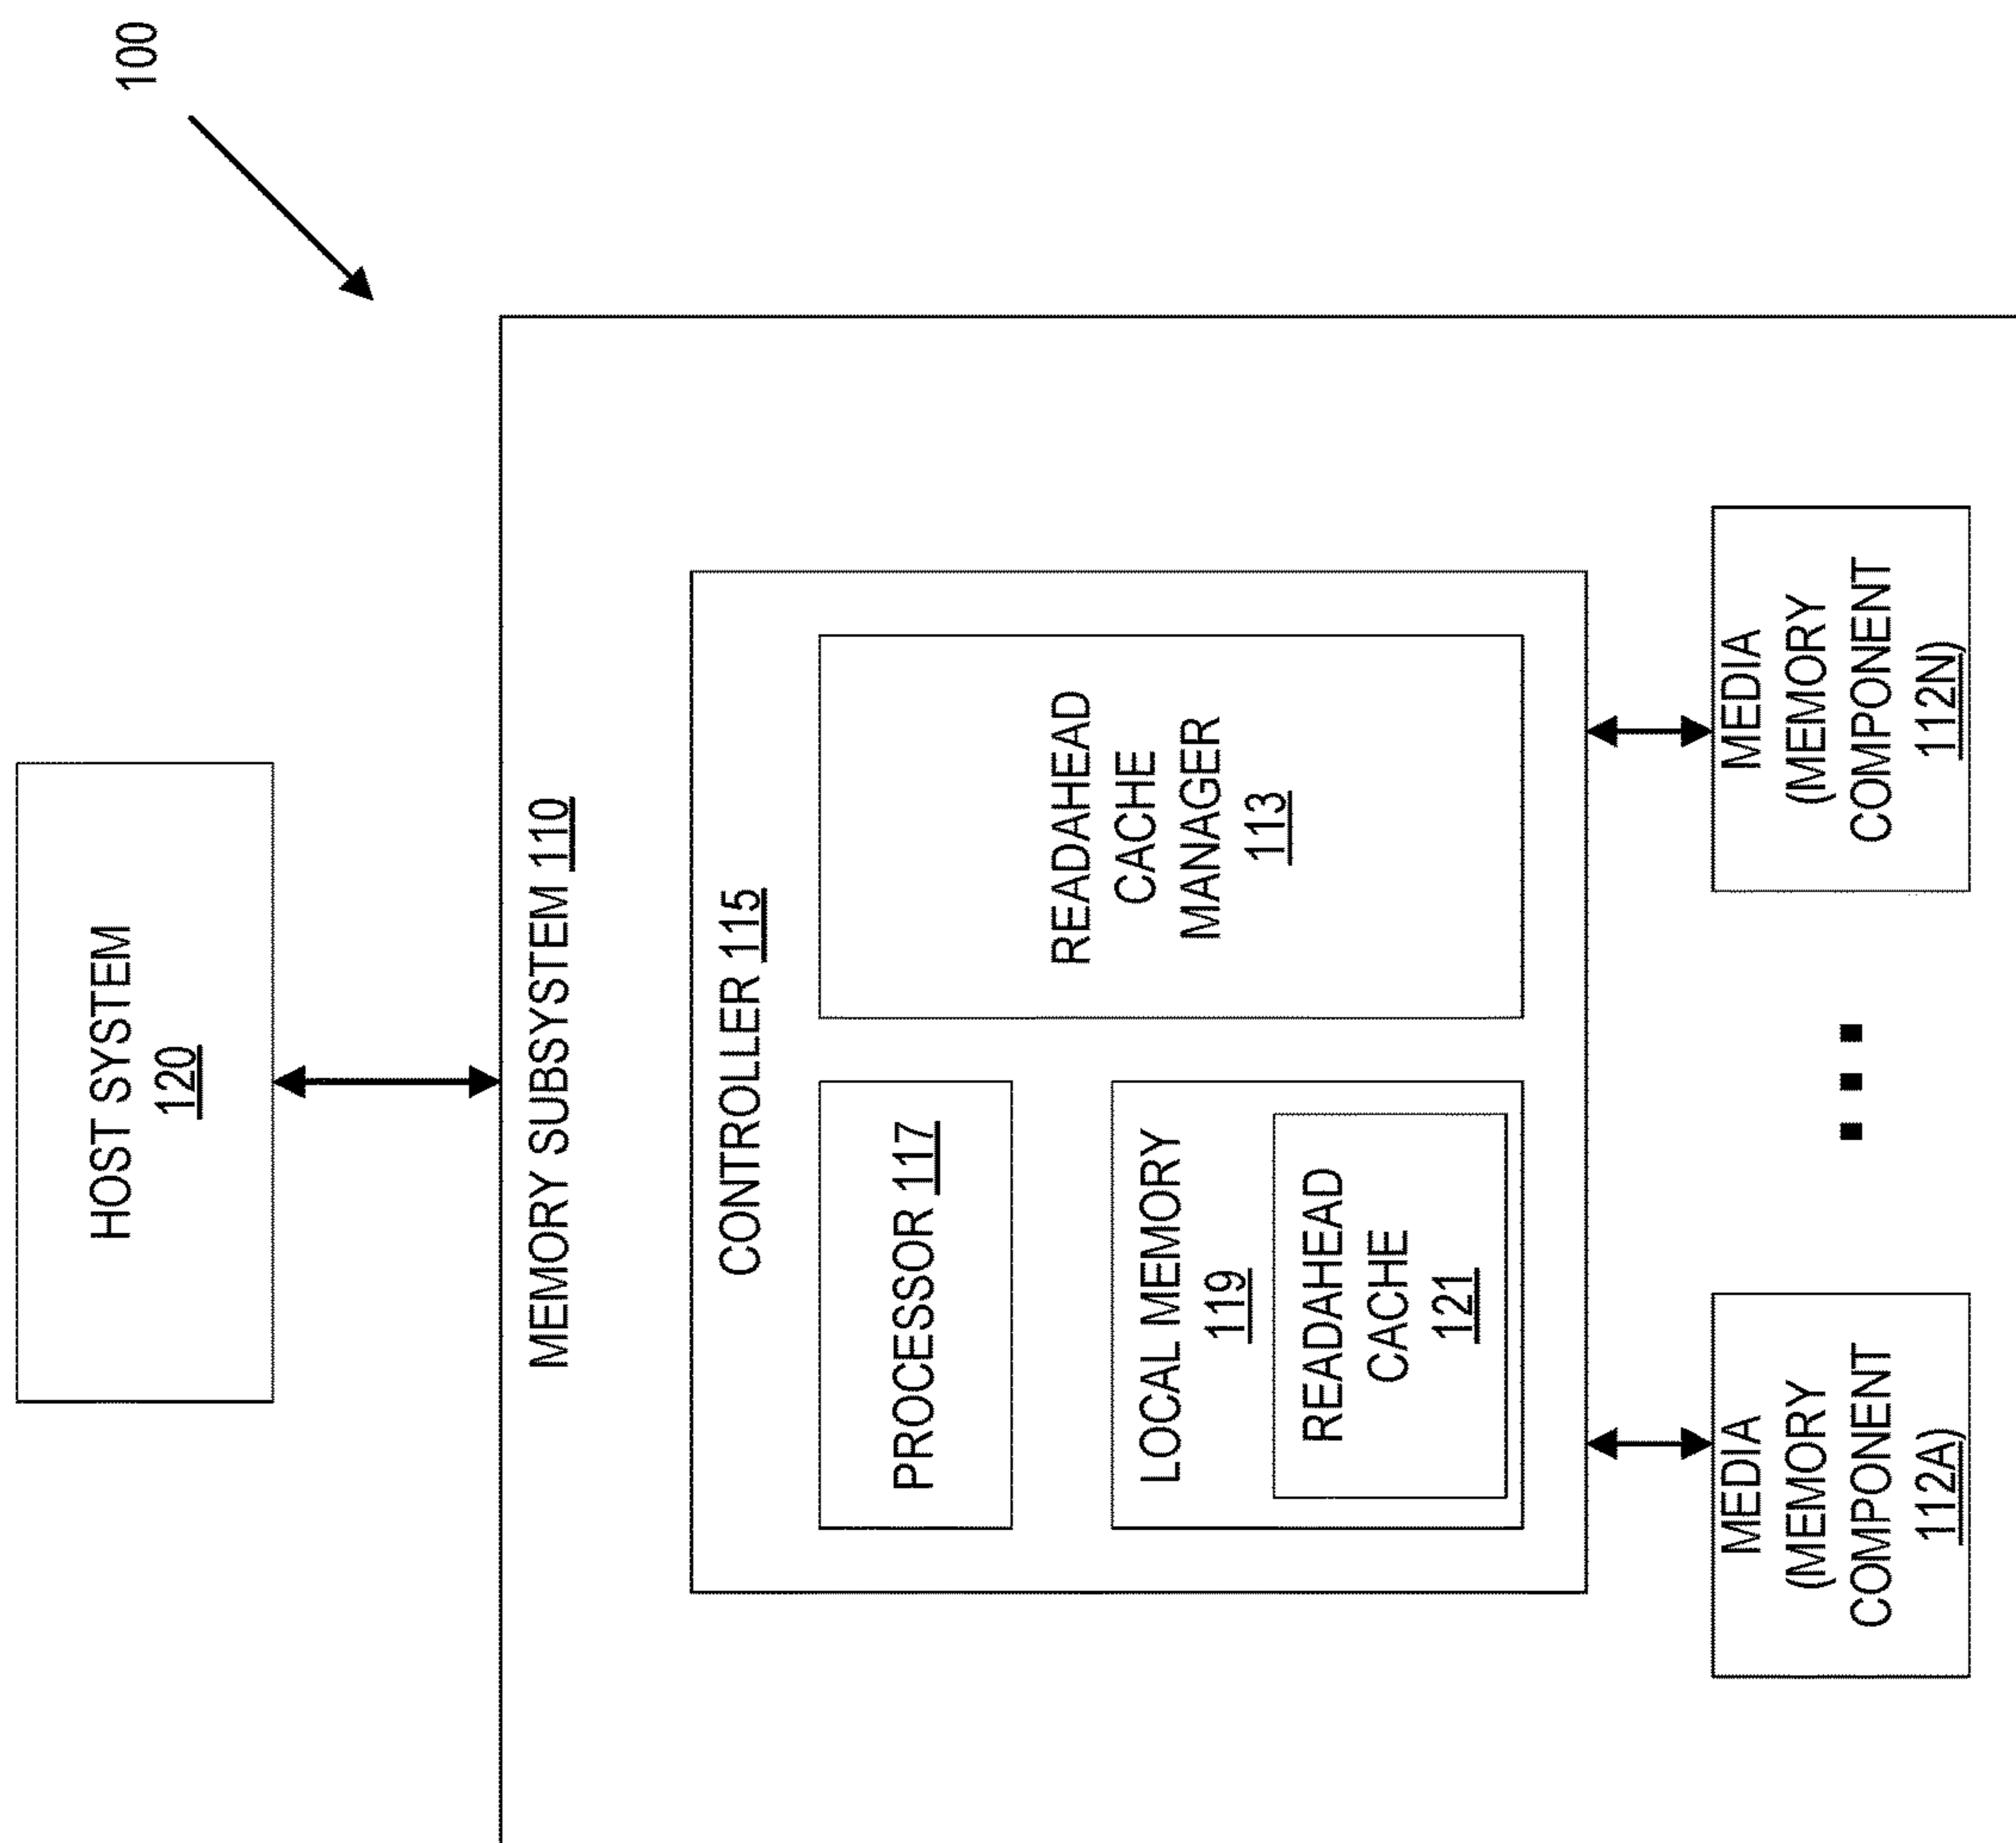 100
HOST SYSTEM
120
MEMORY SUBSYSTEM 110
CONTROLLER 115
PROCESSOR 117
LOCAL MEMORY
119
READAHEAD
CACHE
121
READAHEAD
CACHE
MANAGER
113
MEDIA
(MEMORY
COMPONENT
112A)
MEDIA
(MEMORY
COMPONENT
112N)